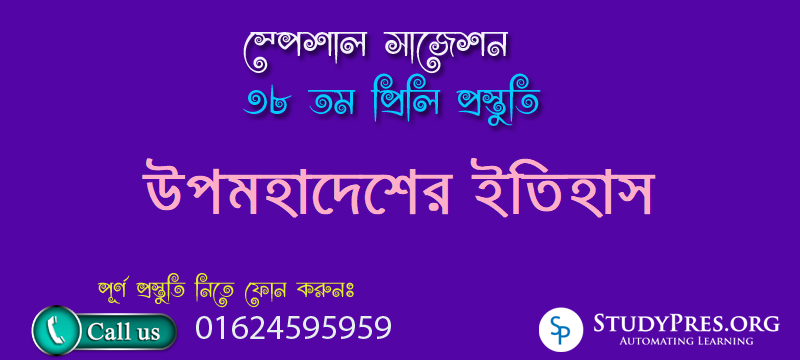 স্পেশাল সাজেশন
৩৮ তম প্রিলি প্রস্তুতি
উপমহাদেশের ইতিহাস
পূর্ণ প্রস্তুতি নিতে ফোন করুনঃ
Call us 01624595959
SP STUDYPRES.ORG
AUTOMATING LEARNING